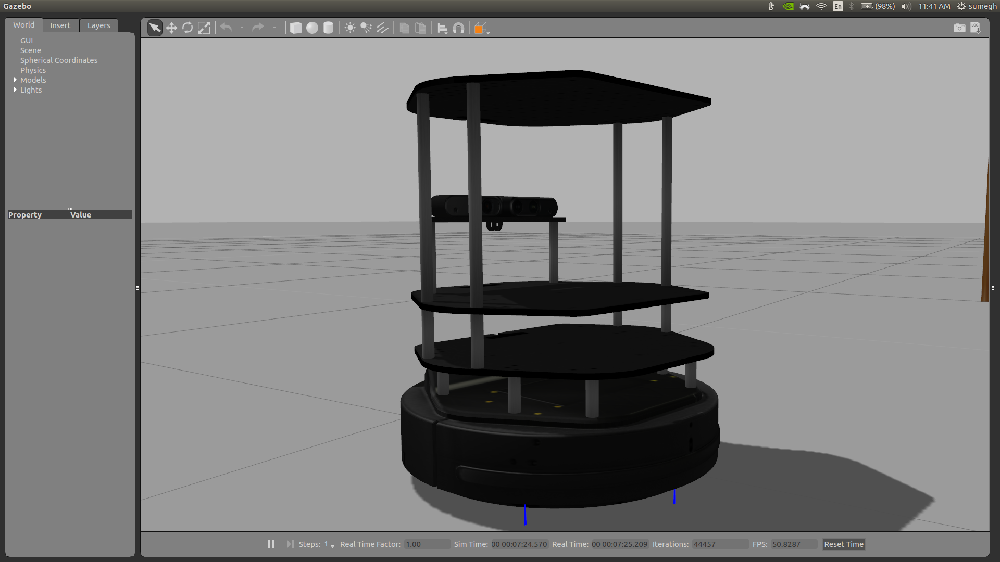 Gazebo
En (98%) 11:41 AM sumegh
World Insert Layers
LOG
GUI
Scene
Spherical Coordinates
Physics
Models
Lights
Property Value
Steps: 1 Real Time Factor: 1.00 Sim Time: 00 00:07:24.570 Real Time: 00 00:07:25.209 Iterations: 44457 FPS: 50.8287 Reset Time